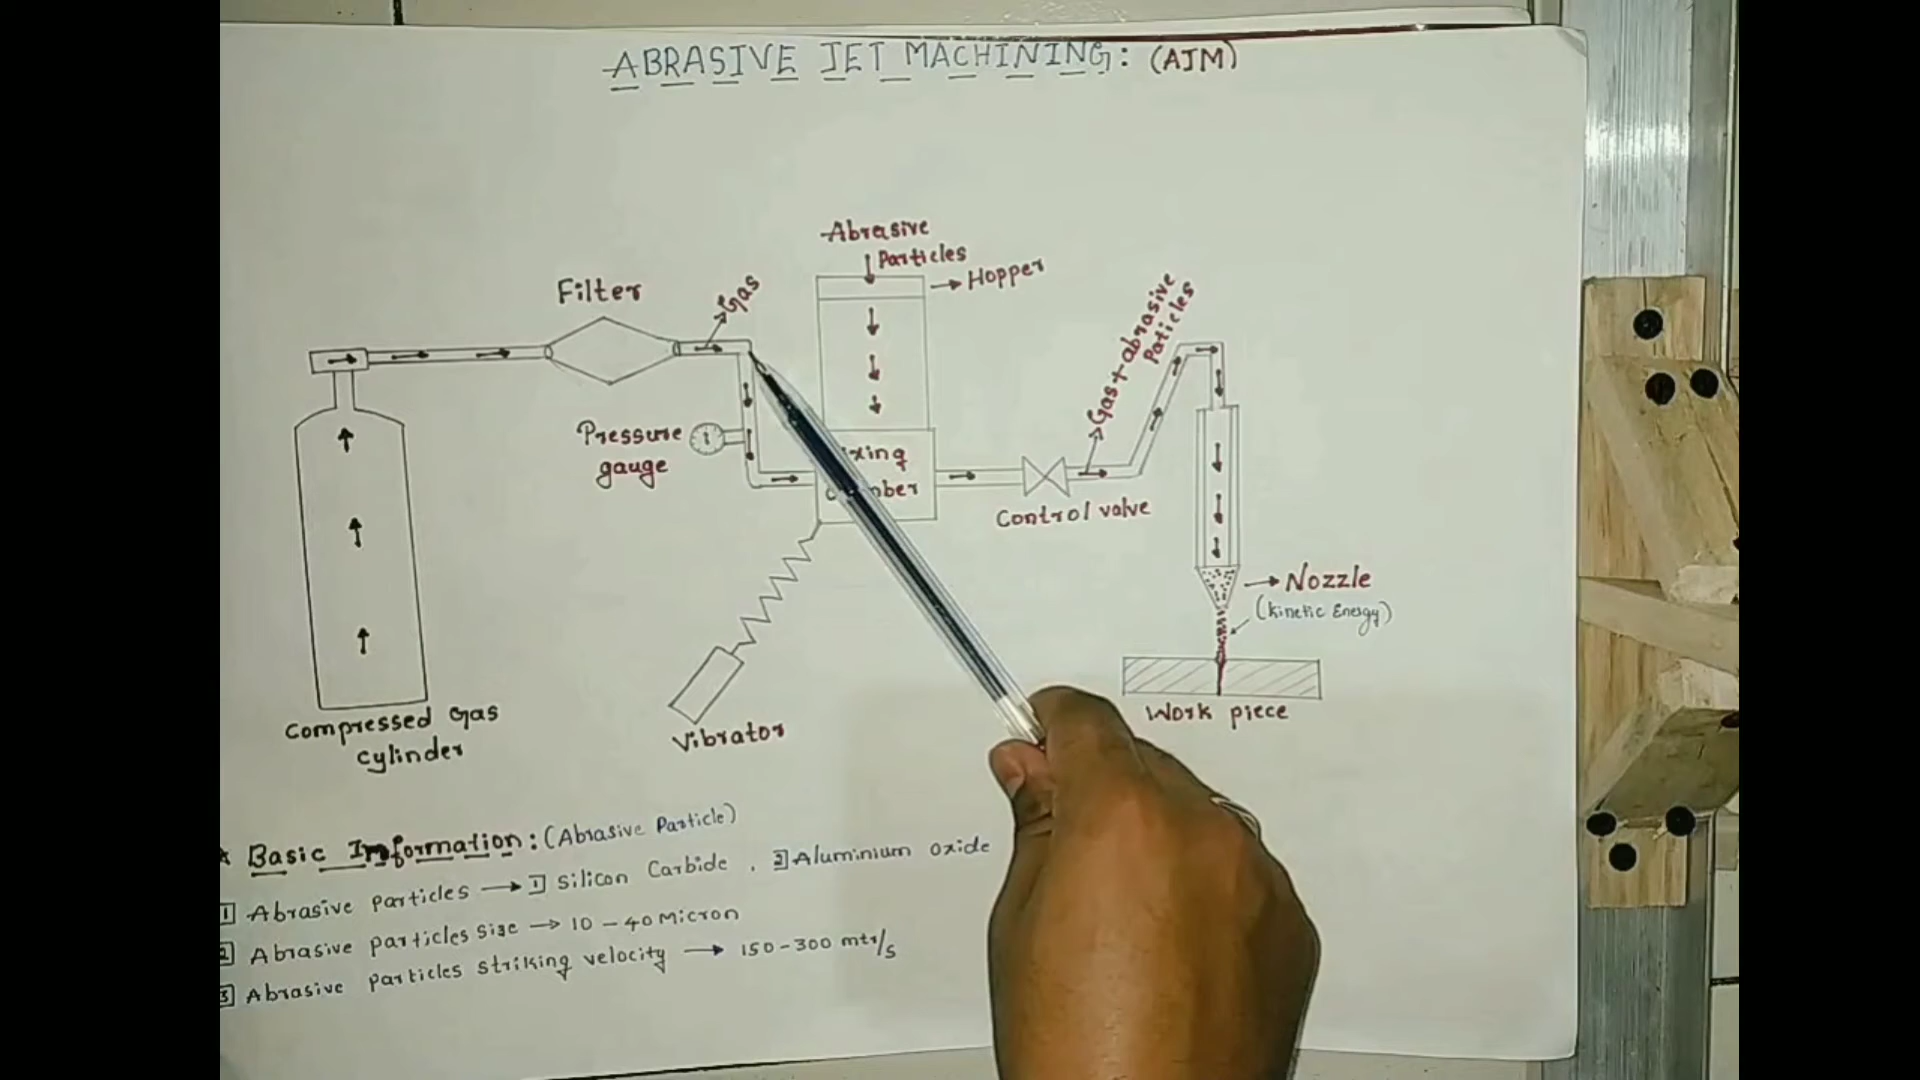 ABRASIVE JET MACHINING: (AJM)
Abrasive
Particles
Hopper
Filter
Gas
Gas + abrasive
Paticles
Pressure
gauge
Control valve
Nozzle
(Kinetic Energy)
Work piece
Vibrator
Compressed Gas
Cylinder
Basic Information: (Abrasive Particle)
1 Abrasive particles → 1 Silicon Carbide , 2 Aluminium oxide
2 Abrasive particles size → 10 - 40 Micron
3 Abrasive particles striking velocity → 150-300 mtr/s